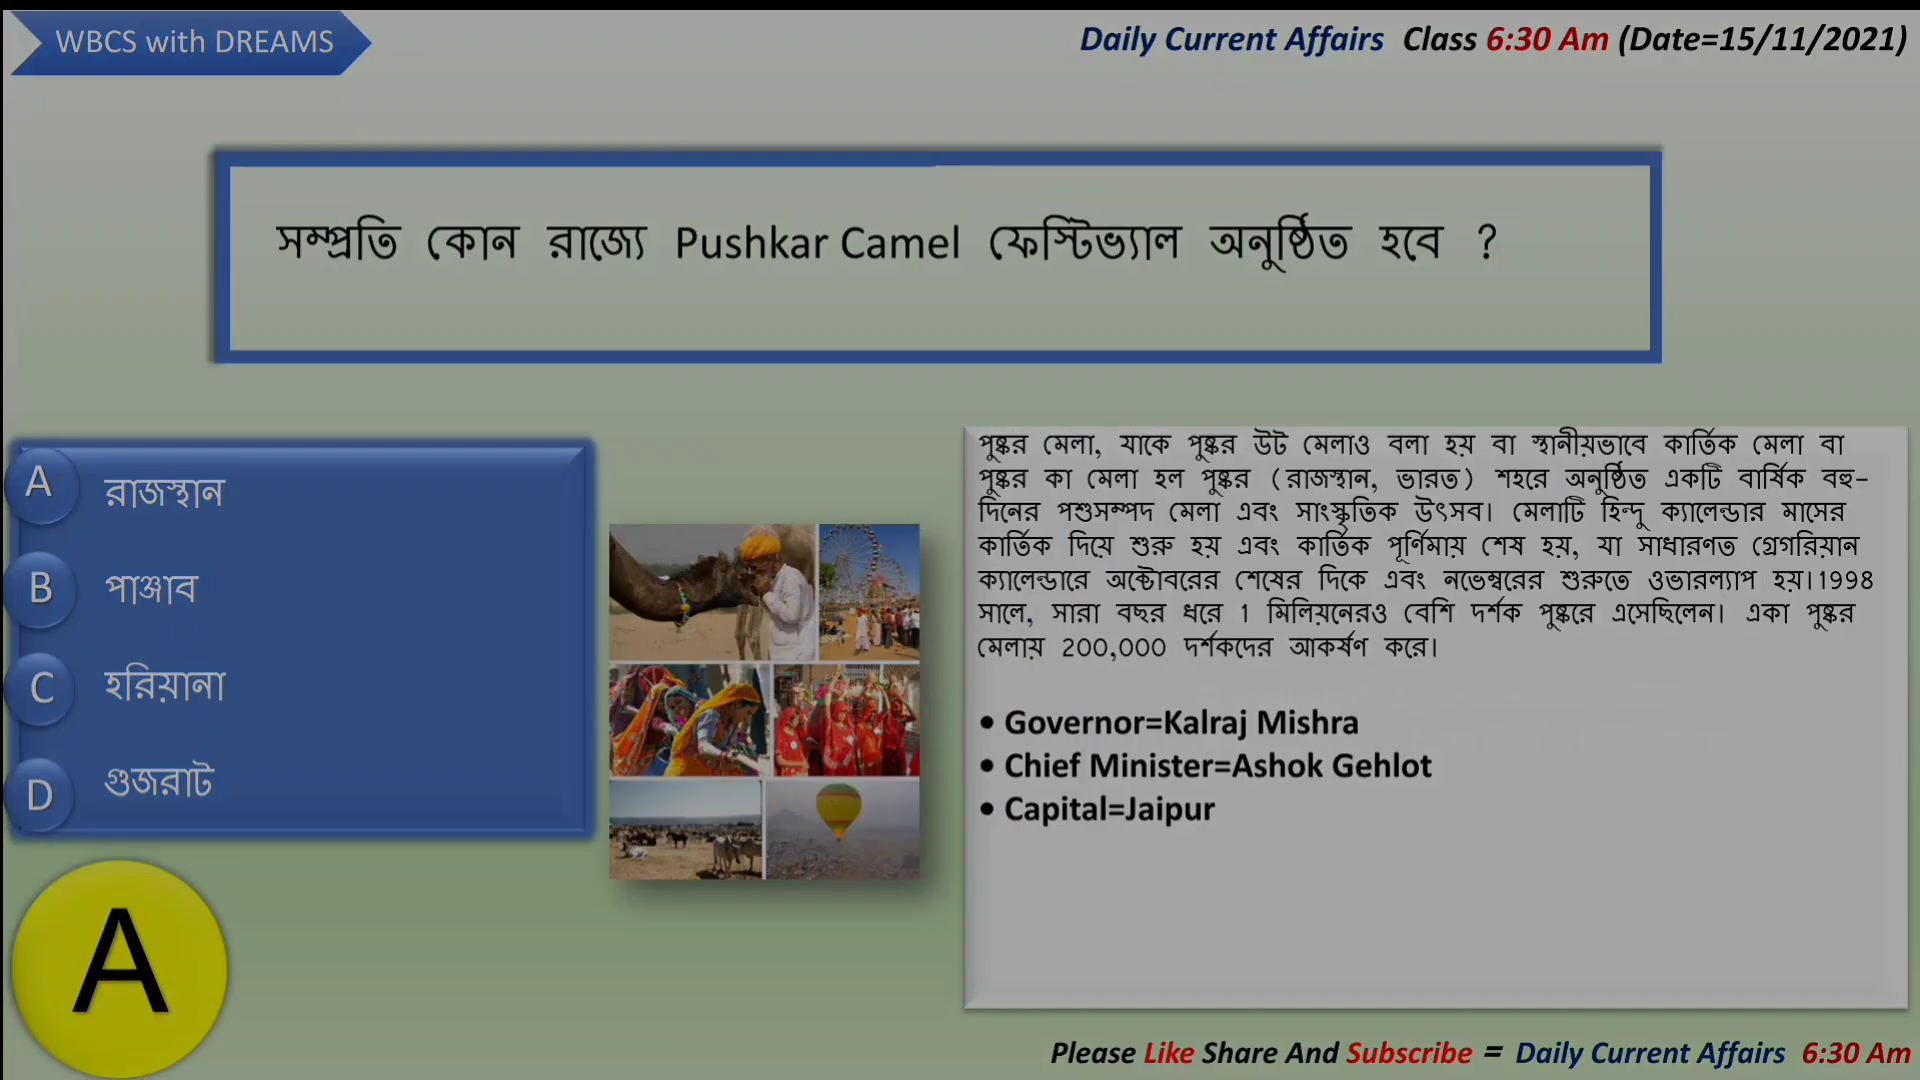 WBCS with DREAMS
Daily Current Affairs Class 6:30 Am (Date=15/11/2021)
সম্প্রতি কোন রাজ্যে Pushkar Camel ফেস্টিভ্যাল অনুষ্ঠিত হবে ?
A রাজস্থান
B পাঞ্জাব
C হরিয়ানা
D গুজরাট
A
পুষ্কর মেলা, যাকে পুষ্কর উট মেলাও বলা হয় বা স্থানীয়ভাবে কার্তিক মেলা বা
পুষ্কর কা মেলা হল পুষ্কর (রাজস্থান, ভারত) শহরে অনুষ্ঠিত একটি বার্ষিক বহু-
দিনের পশুসম্পদ মেলা এবং সাংস্কৃতিক উৎসব। মেলাটি হিন্দু ক্যালেন্ডার মাসের
কার্তিক দিয়ে শুরু হয় এবং কার্তিক পূর্ণিমায় শেষ হয়, যা সাধারণত গ্রেগরিয়ান
ক্যালেন্ডারে অক্টোবরের শেষের দিকে এবং নভেম্বরের শুরুতে ওভারল্যাপ হয়।1998
সালে, সারা বছর ধরে 1 মিলিয়নেরও বেশি দর্শক পুষ্করে এসেছিলেন। একা পুষ্কর
মেলায় 200,000 দর্শকদের আকর্ষণ করে।
• Governor=Kalraj Mishra
• Chief Minister=Ashok Gehlot
• Capital=Jaipur
Please Like Share And Subscribe = Daily Current Affairs 6:30 Am